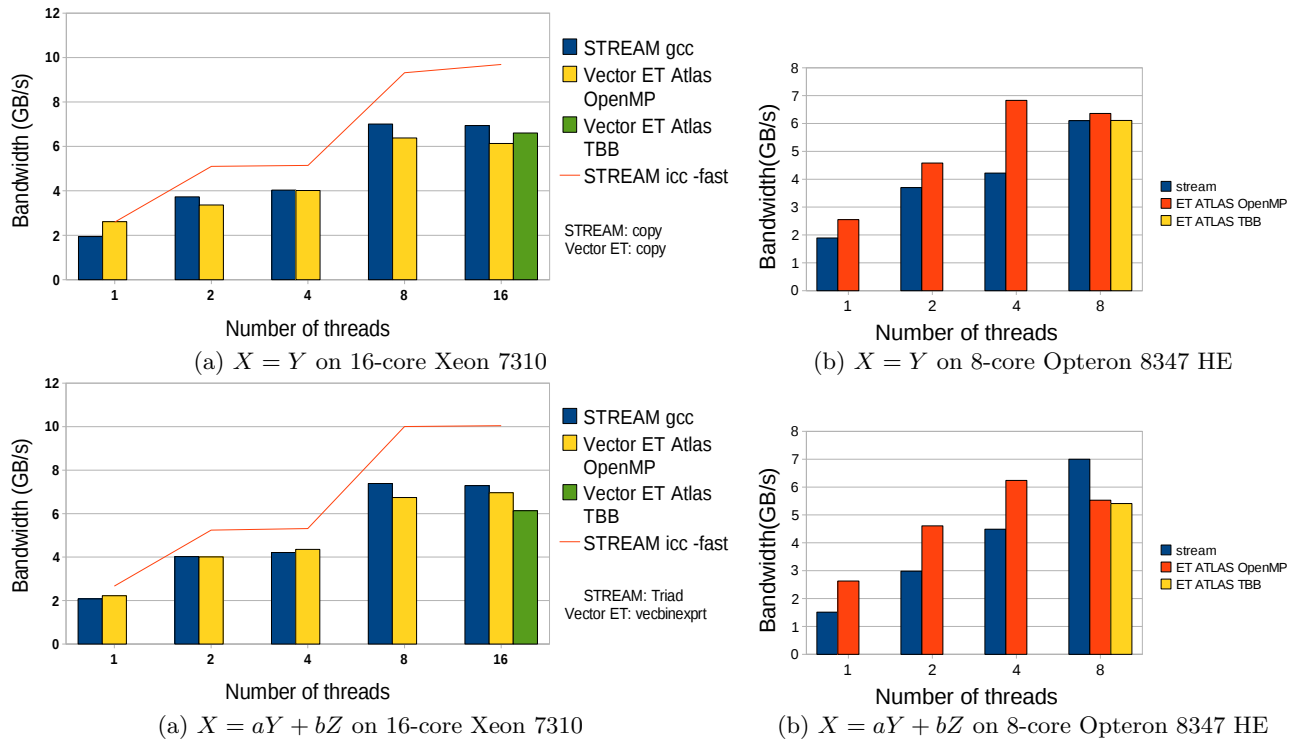 12
10
8
6
4
2
0
Bandwidth (GB/s)
1 2 4 8 16
Number of threads
STREAM gcc
Vector ET Atlas
OpenMP
Vector ET Atlas
TBB
STREAM icc -fast
STREAM: copy
Vector ET: copy
(a) X = Y on 16-core Xeon 7310
8
7
6
5
4
3
2
1
0
Bandwidth(GB/s)
1 2 4 8
Number of threads
stream
ET ATLAS OpenMP
ET ATLAS TBB
(b) X = Y on 8-core Opteron 8347 HE
12
10
8
6
4
2
0
Bandwidth (GB/s)
1 2 4 8 16
Number of threads
STREAM gcc
Vector ET Atlas
OpenMP
Vector ET Atlas
TBB
STREAM icc -fast
STREAM: Triad
Vector ET: vecbinexprt
(a) X = aY + bZ on 16-core Xeon 7310
8
7
6
5
4
3
2
1
0
Bandwidth(GB/s)
1 2 4 8
Number of threads
stream
ET ATLAS OpenMP
ET ATLAS TBB
(b) X = aY + bZ on 8-core Opteron 8347 HE